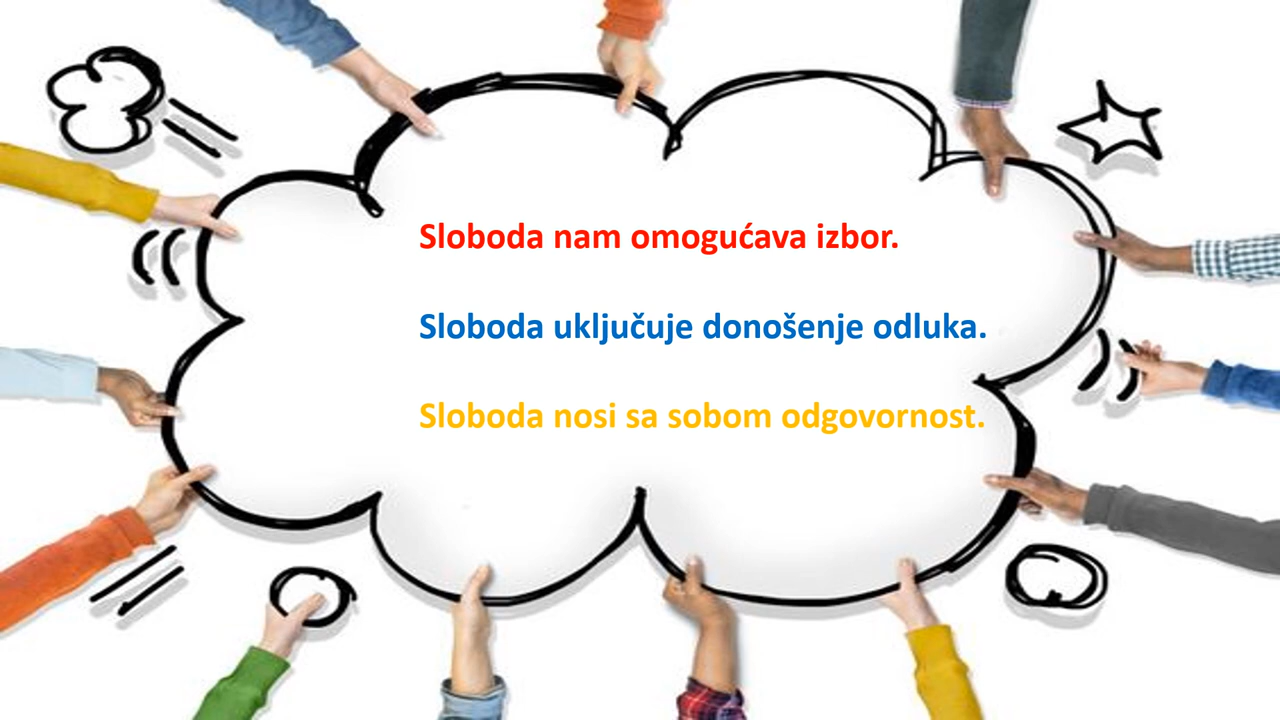 Sloboda nam omogućava izbor.
Sloboda uključuje donošenje odluka.
Sloboda nosi sa sobom odgovornost.